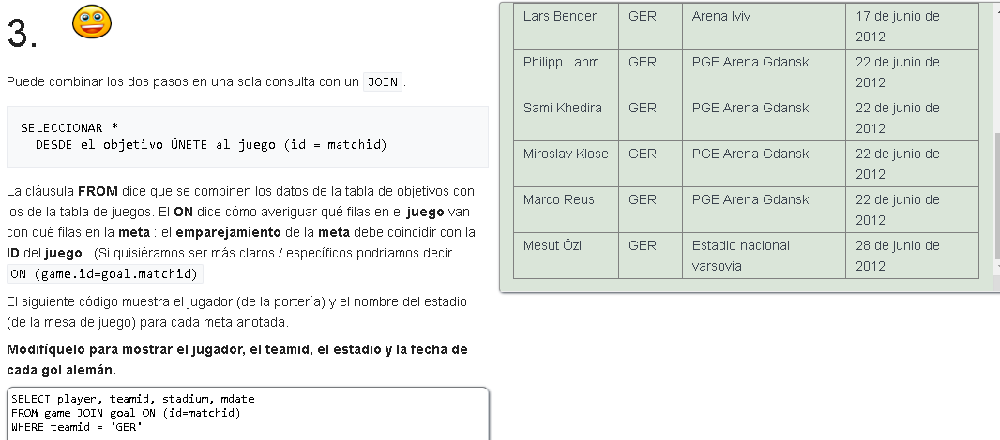 3.
Puede combinar los dos pasos en una sola consulta con un JOIN .
SELECCIONAR *
DESDE el objetivo ÚNETE al juego (id = matchid)
La cláusula FROM dice que se combinen los datos de la tabla de objetivos con
los de la tabla de juegos. El ON dice cómo averiguar qué filas en el juego van
con qué filas en la meta : el emparejamiento de la meta debe coincidir con la
ID del juego . (Si quisiéramos ser más claros / específicos podríamos decir
ON (game.id=goal.matchid)
El siguiente código muestra el jugador (de la portería) y el nombre del estadio
(de la mesa de juego) para cada meta anotada.
Modifíquelo para mostrar el jugador, el teamid, el estadio y la fecha de
cada gol alemán.
SELECT player, teamid, stadium, mdate
FROM game JOIN goal ON (id=matchid)
WHERE teamid = 'GER'
Lars Bender GER Arena lviv 17 de junio de
2012
Philipp Lahm GER PGE Arena Gdansk 22 de junio de
2012
Sami Khedira GER PGE Arena Gdansk 22 de junio de
2012
Miroslav Klose GER PGE Arena Gdansk 22 de junio de
2012
Marco Reus GER PGE Arena Gdansk 22 de junio de
2012
Mesut Özil GER Estadio nacional 28 de junio de
varsovia 2012